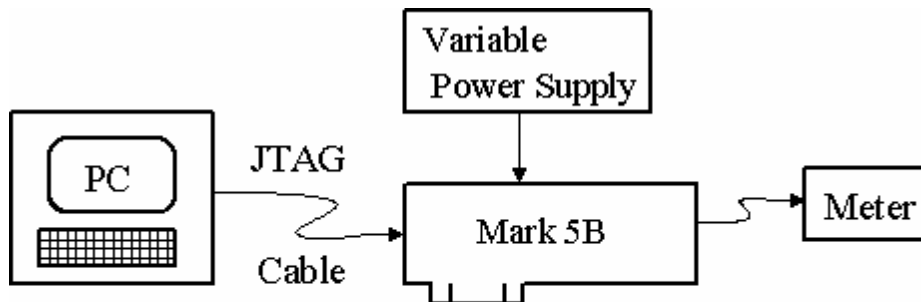 Variable
Power Supply
PC
JTAG
Cable
Mark 5B
Meter